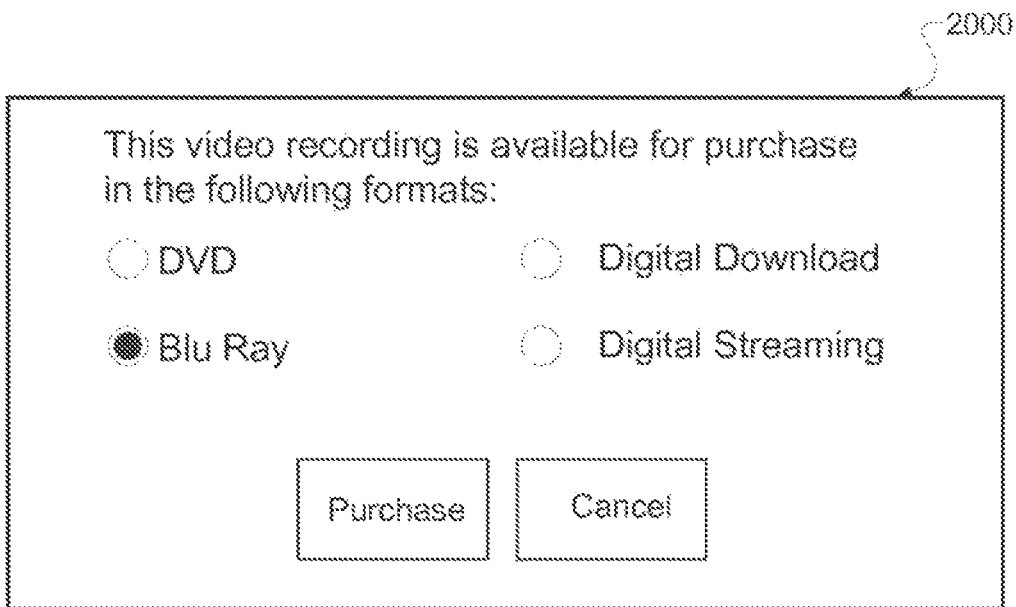 2000
This video recording is available for purchase
in the following formats:
DVD
Digital Download
Blu Ray
Digital Streaming
Purchase
Cancel